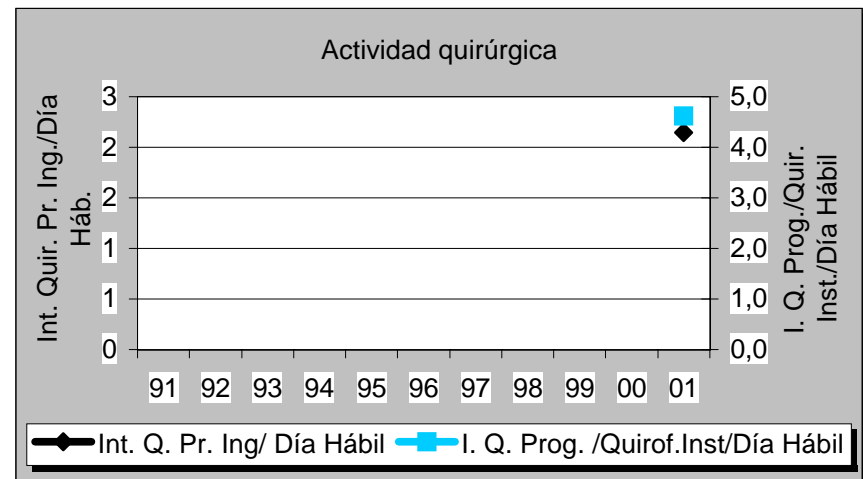 Actividad quirúrgica
Int. Quir. Pr. Ing./Día
Háb.
3
2
2
1
1
0
5,0
4,0
3,0
2,0
1,0
0,0
I. Q. Prog./Quir.
Inst./Día Hábil
91 92 93 94 95 96 97 98 99 00 01
Int. Q. Pr. Ing/ Día Hábil I. Q. Prog. /Quirof.Inst/Día Hábil